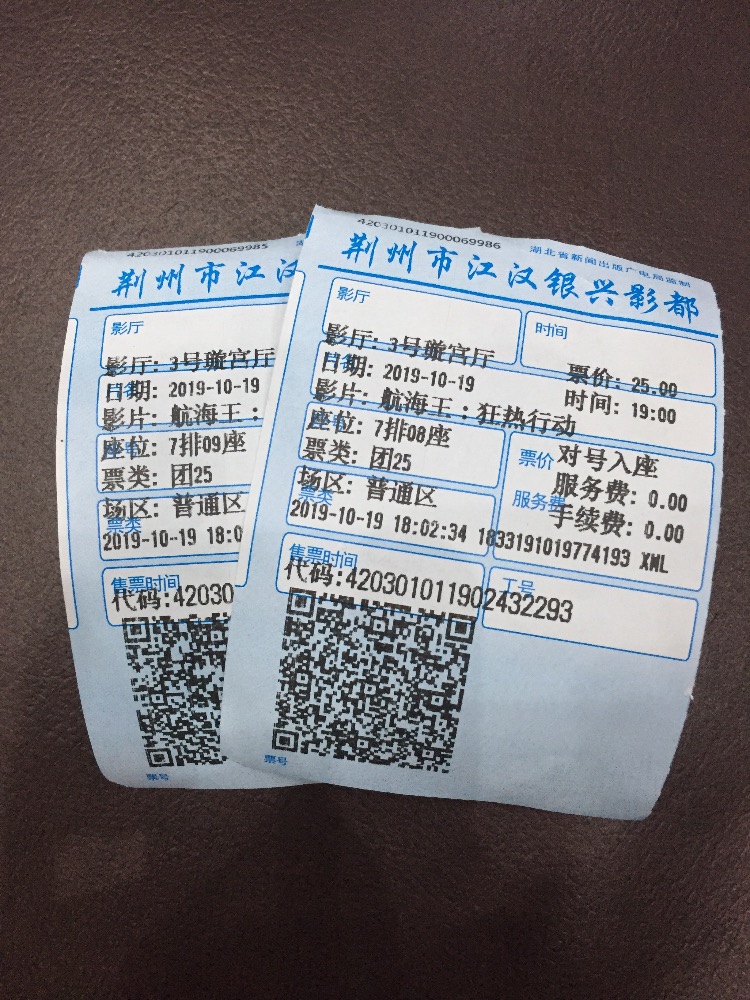 420301011900069985
荆州市江汉
影厅
影厅: 3号璇宫厅
日期: 2019-10-19
影片: 航海王:
座位: 7排09座
票类: 团25
场区: 普通区
票类
2019-10-19 18:0
售票时间
代码:42030
票号
420301011900069986
湖北省新闻出版广电局监制
荆州市江汉银兴影都
影厅
时间
影厅: 3号璇宫厅
票价: 25.00
日期: 2019-10-19
时间: 19:00
影片: 航海王:狂热行动
座位: 7排08座
票价 对号入座
票类: 团25
服务费: 0.00
场区: 普通区
服务费
手续费: 0.00
票类
2019-10-19 18:02:34 1833191019774193 XML
售票时间
工号
代码:420301011902432293
票号